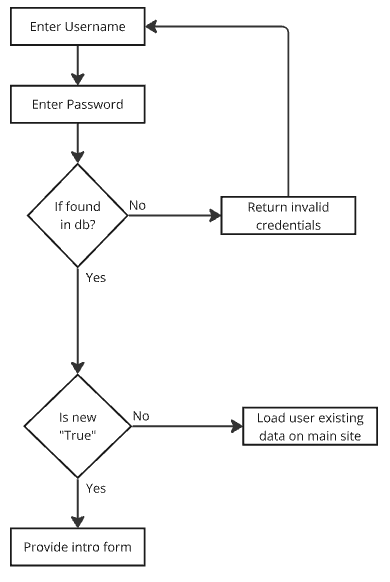 Enter Username
Enter Password
If found
in db?
No
Return invalid
credentials
Yes
Is new
"True"
No
Load user existing
data on main site
Yes
Provide intro form